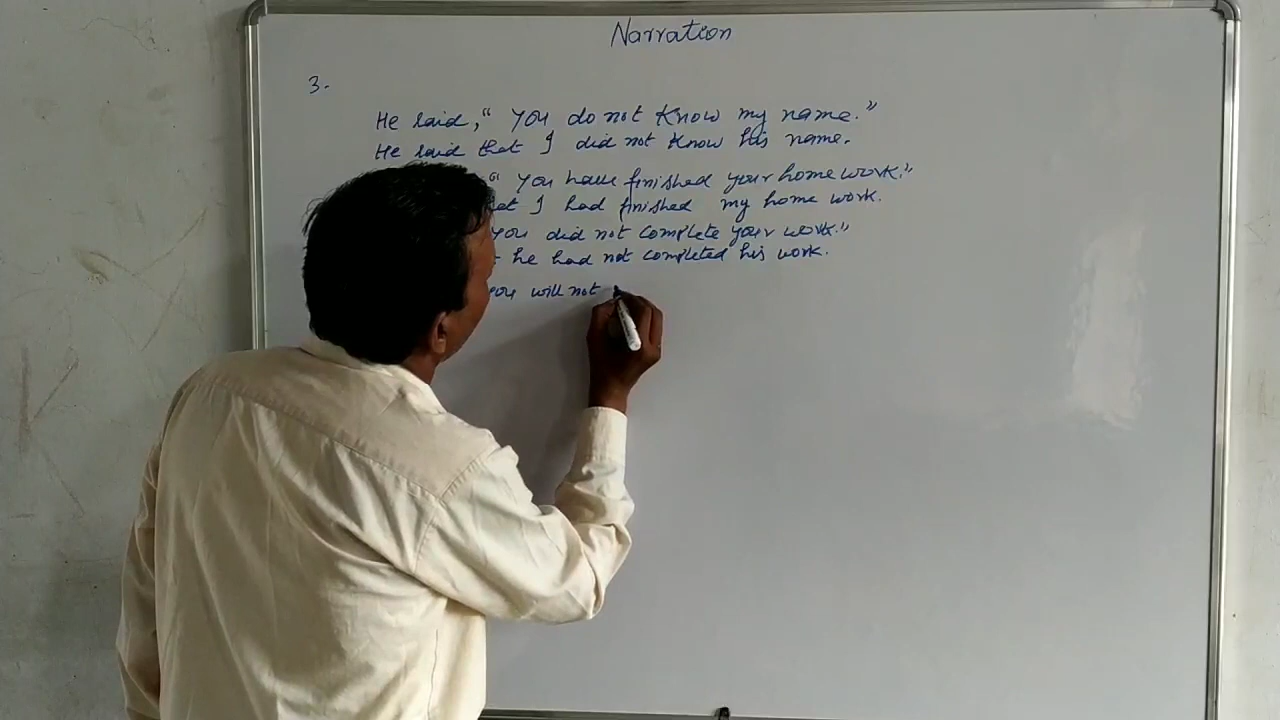 Narration
3.
He said, “You do not know my name.”
He said that I did not know his name.
“You have finished your home work.”
I had finished my home work.
you did not complete your work.”
he had not completed his work.
you will not